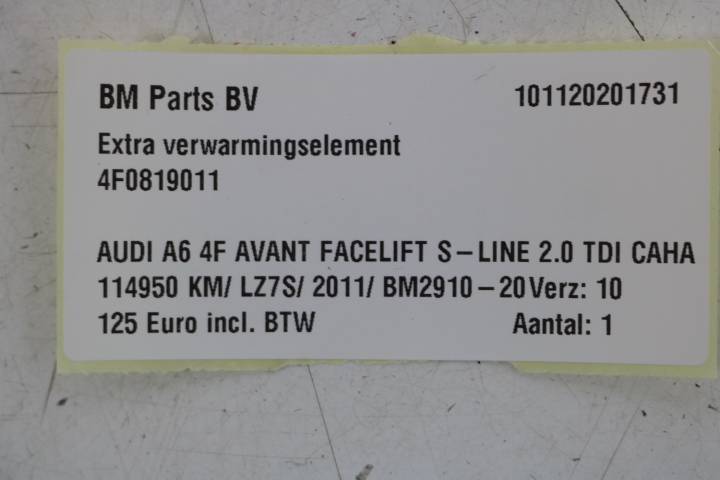 BM Parts BV 101120201731
Extra verwarmingselement
4F0819011
AUDI A6 4F AVANT FACELIFT S-LINE 2.0 TDI CAHA
114950 KM/ LZ7S/ 2011/ BM2910-20 Verz: 10
125 Euro incl. BTW Aantal: 1